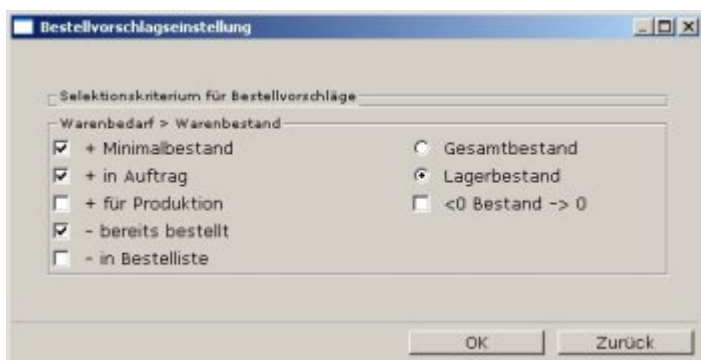 Bestellvorschlagseinstellung
Selektionskriterium für Bestellvorschläge
Warenbedarf > Warenbestand
+ Minimalbestand
Gesamtbestand
+ in Auftrag
Lagerbestand
+ für Produktion
<0 Bestand -> 0
- bereits bestellt
- in Bestelliste
OK
Zurück